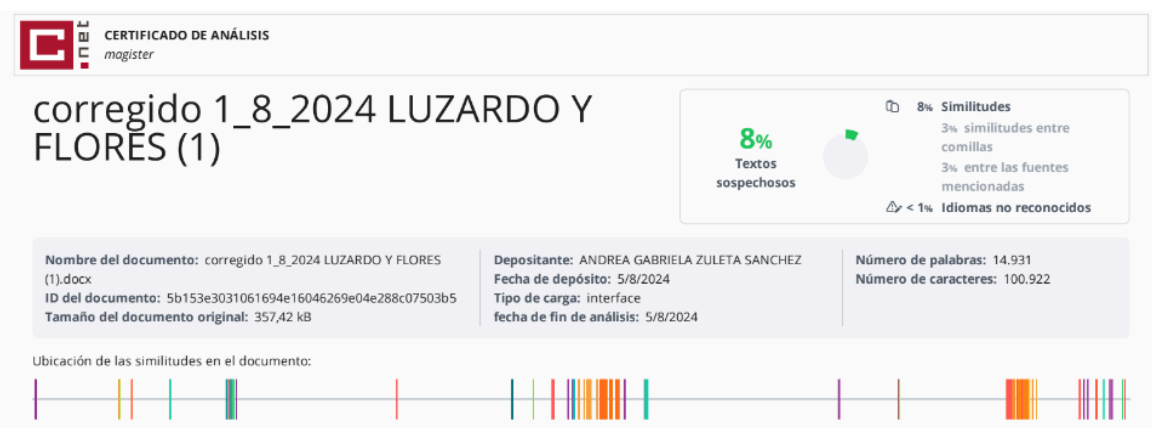 C
.net
CERTIFICADO DE ANÁLISIS
magister
corregido 1_8_2024 LUZARDO Y
FLORES (1)
8%
Textos
sospechosos
8% Similitudes
3% similitudes entre
comillas
3% entre las fuentes
mencionadas
< 1% Idiomas no reconocidos
Nombre del documento: corregido 1_8_2024 LUZARDO Y FLORES
(1).docx
ID del documento: 5b153e3031061694e16046269e04e288c07503b5
Tamaño del documento original: 357,42 kB
Depositante: ANDREA GABRIELA ZULETA SANCHEZ
Fecha de depósito: 5/8/2024
Tipo de carga: interface
fecha de fin de análisis: 5/8/2024
Número de palabras: 14.931
Número de caracteres: 100.922
Ubicación de las similitudes en el documento: